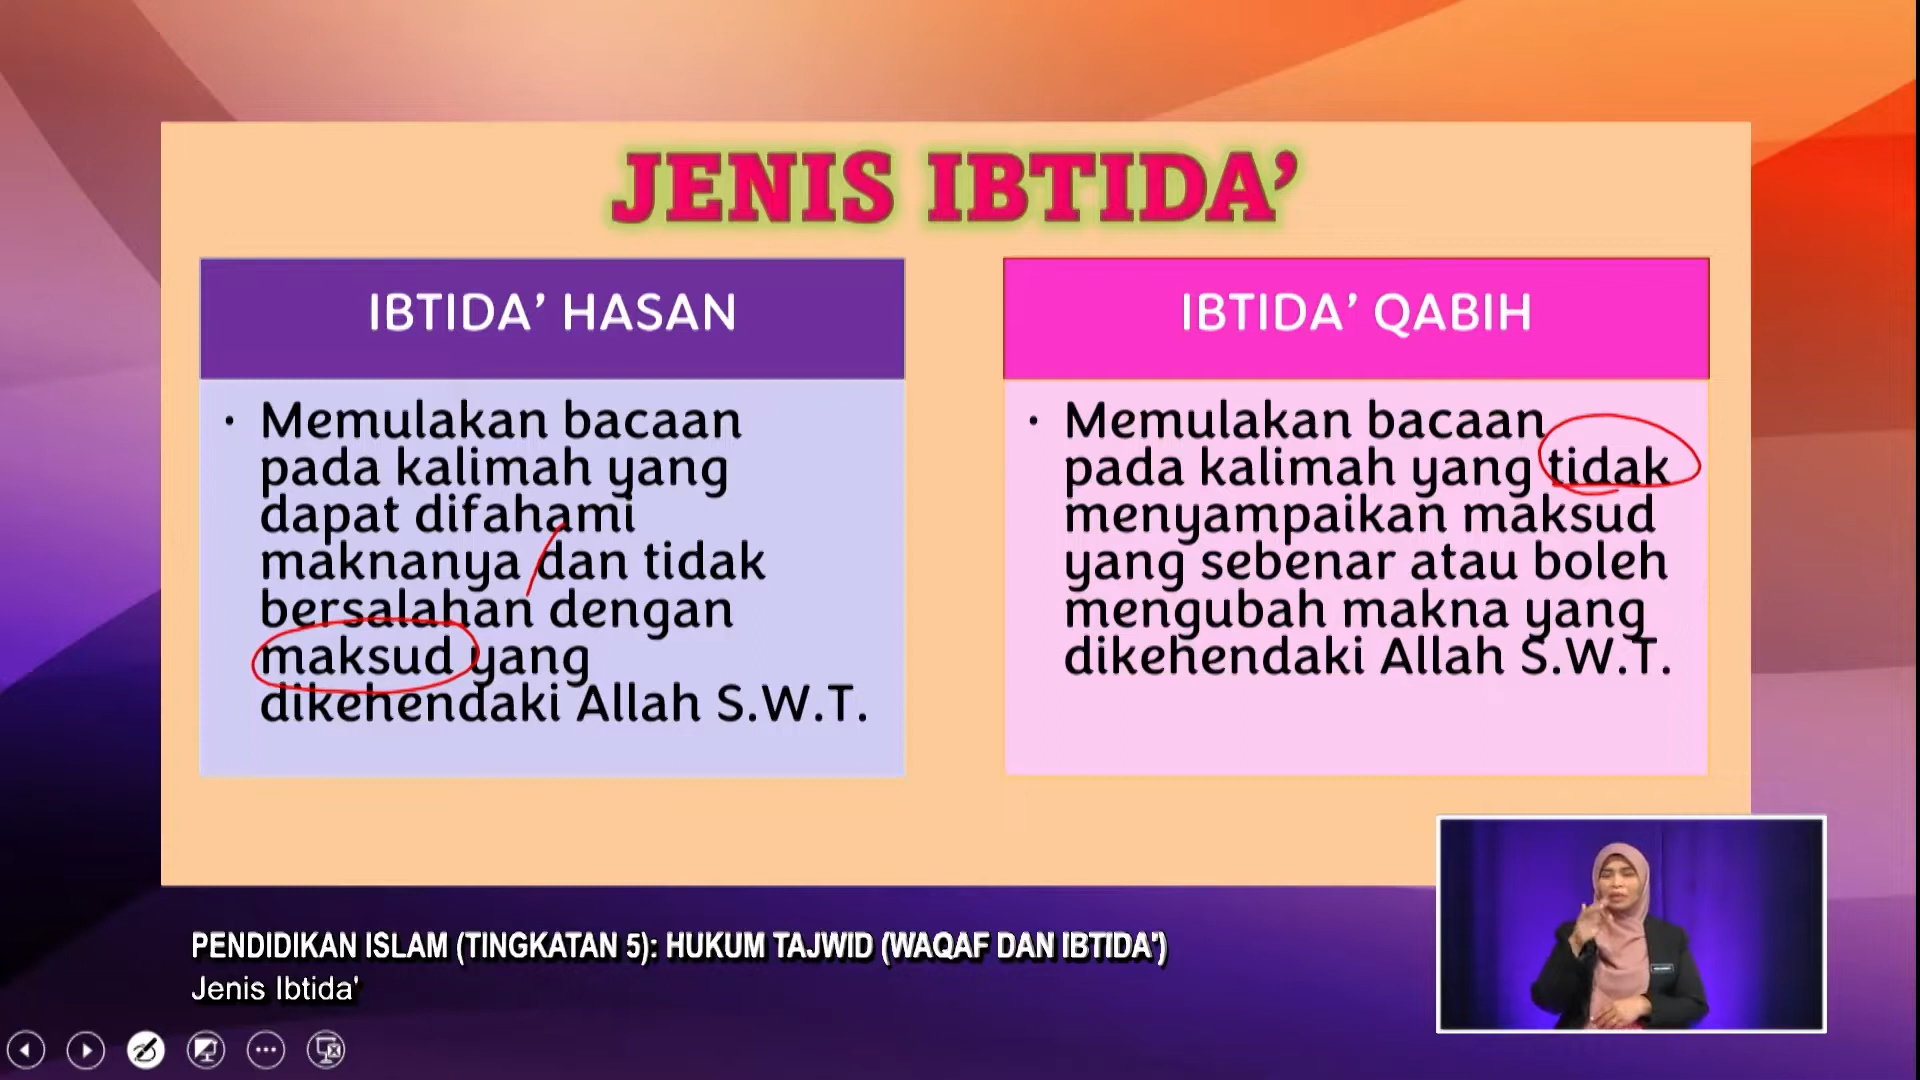 JENIS IBTIDA’
IBTIDA’ HASAN
• Memulakan bacaan
pada kalimah yang
dapat difahami
maknanya dan tidak
bersalahan dengan
maksud yang
dikehendaki Allah S.W.T.
IBTIDA’ QABIH
• Memulakan bacaan
pada kalimah yang tidak
menyampaikan maksud
yang sebenar atau boleh
mengubah makna yang
dikehendaki Allah S.W.T.
PENDIDIKAN ISLAM (TINGKATAN 5): HUKUM TAJWID (WAQAF DAN IBTIDA')
Jenis Ibtida'